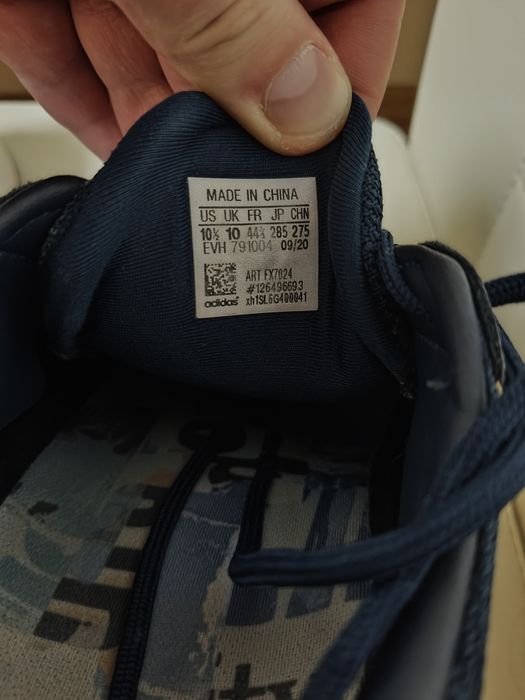 MADE IN CHINA
US UK FR JP CHN
10½ 10 44⅔ 285 275
EVH 791004 09/20
ART FX7024
#126496693
adidas xh1SL6G400041